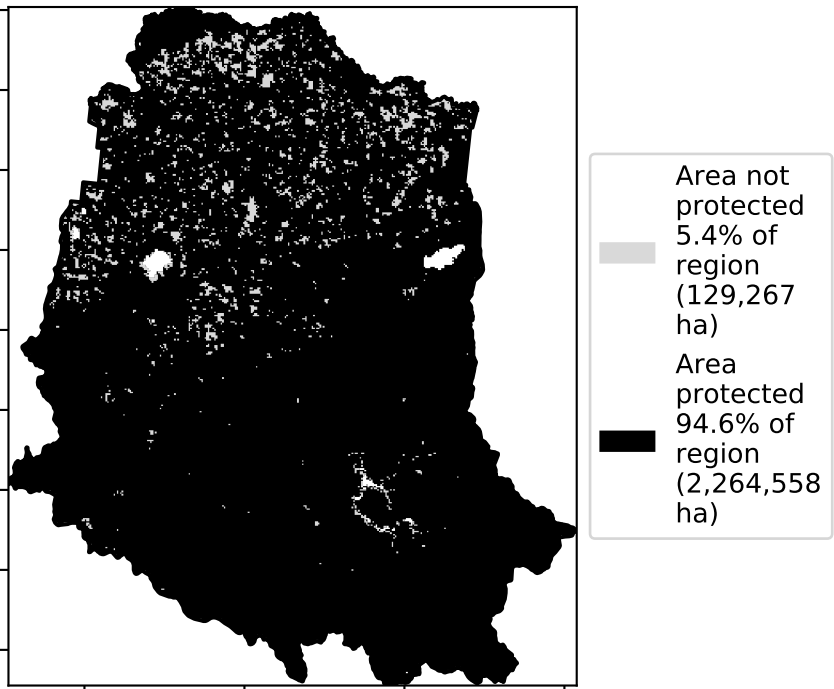 Area not
protected
5.4% of
region
(129,267
ha)
Area
protected
94.6% of
region
(2,264,558
ha)